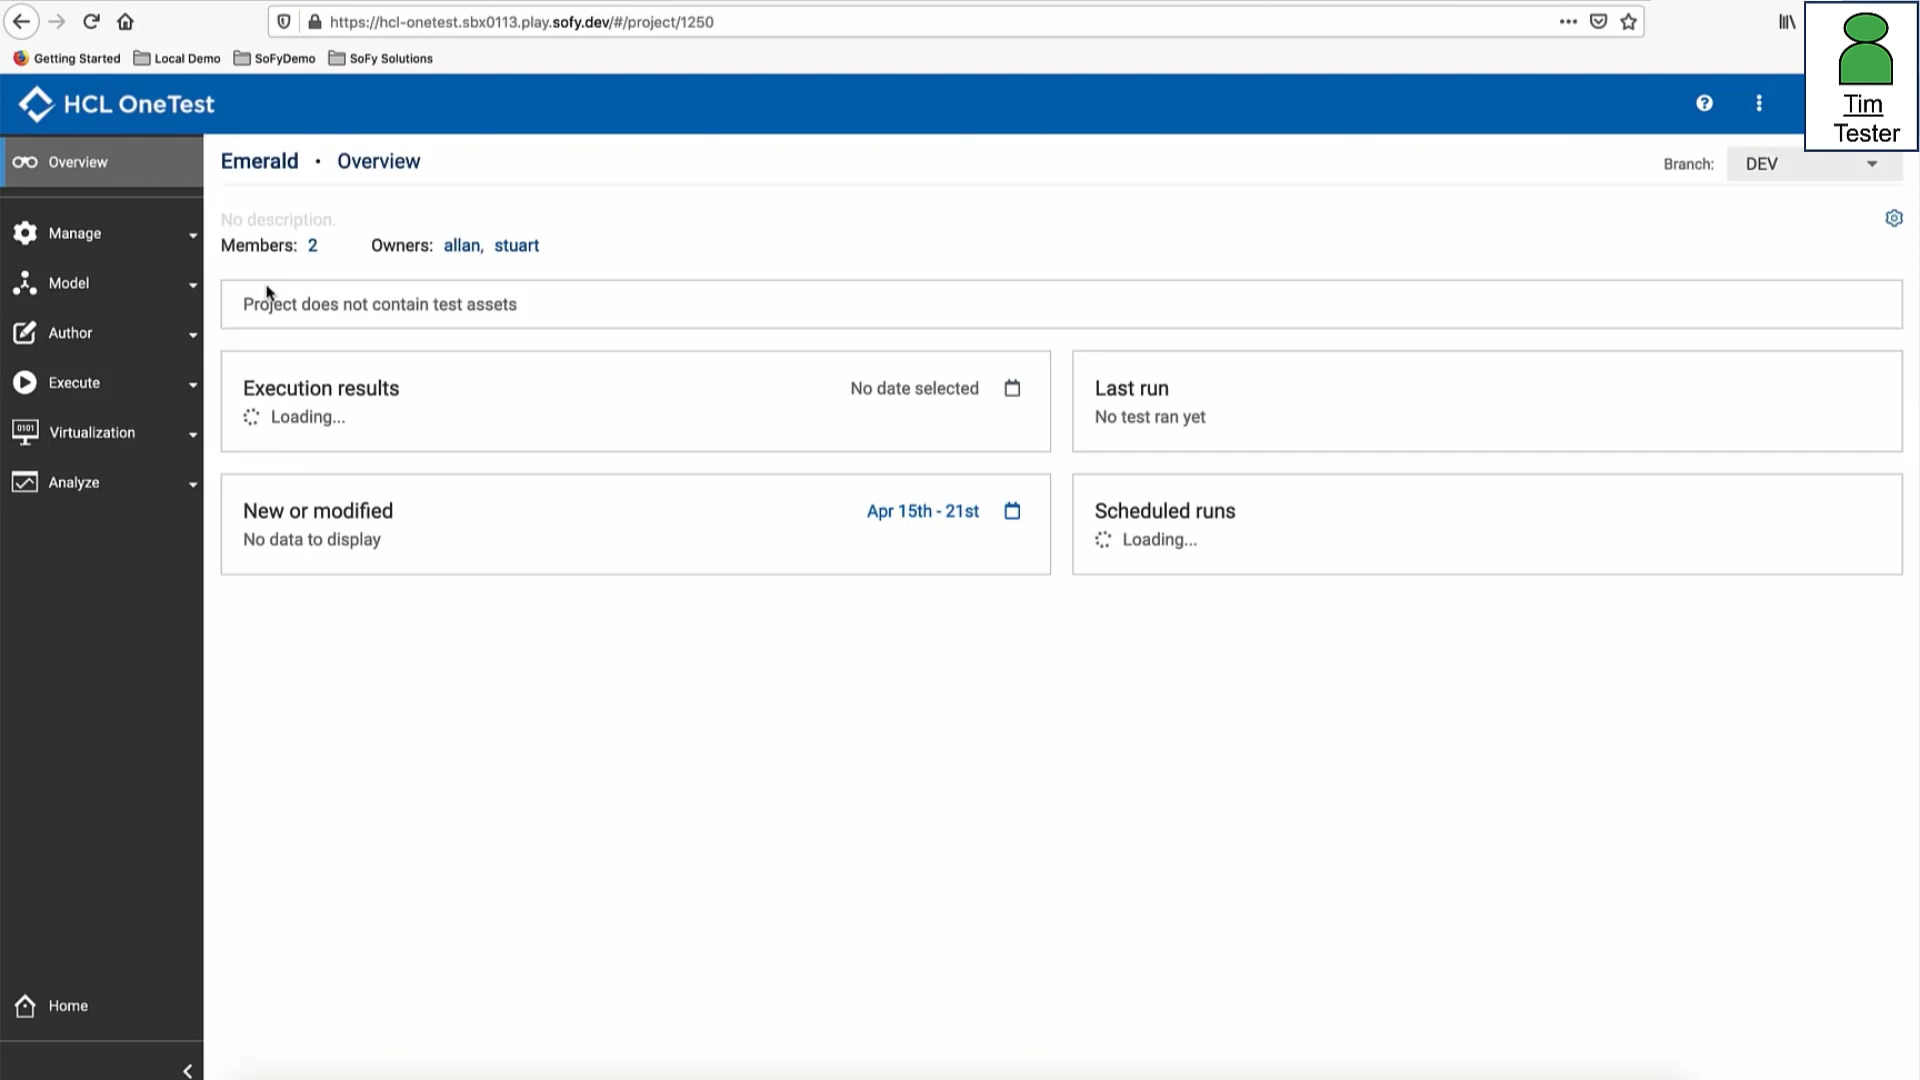 https://hcl-onetest.sbx0113.play.sofy.dev/#/project/1250
Getting Started Local Demo SoFyDemo SoFy Solutions
HCL OneTest
Tim
Tester
Overview
Manage
Model
Author
Execute
0101
Virtualization
Analyze
Home
Emerald • Overview
Branch: DEV
No description.
Members: 2 Owners: allan, stuart
Project does not contain test assets
Execution results No date selected
Loading...
Last run
No test ran yet
New or modified Apr 15th - 21st
No data to display
Scheduled runs
Loading...